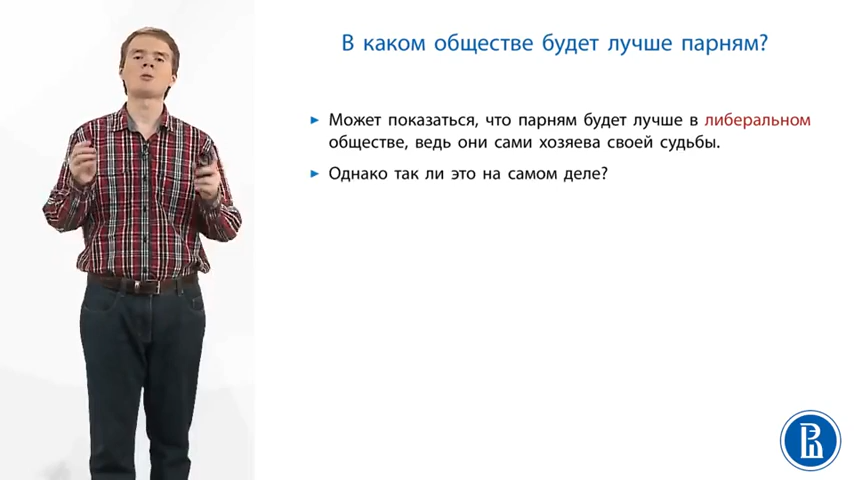 В каком обществе будет лучше парням?
Может показаться, что парням будет лучше в либеральном
обществе, ведь они сами хозяева своей судьбы.
Однако так ли это на самом деле?